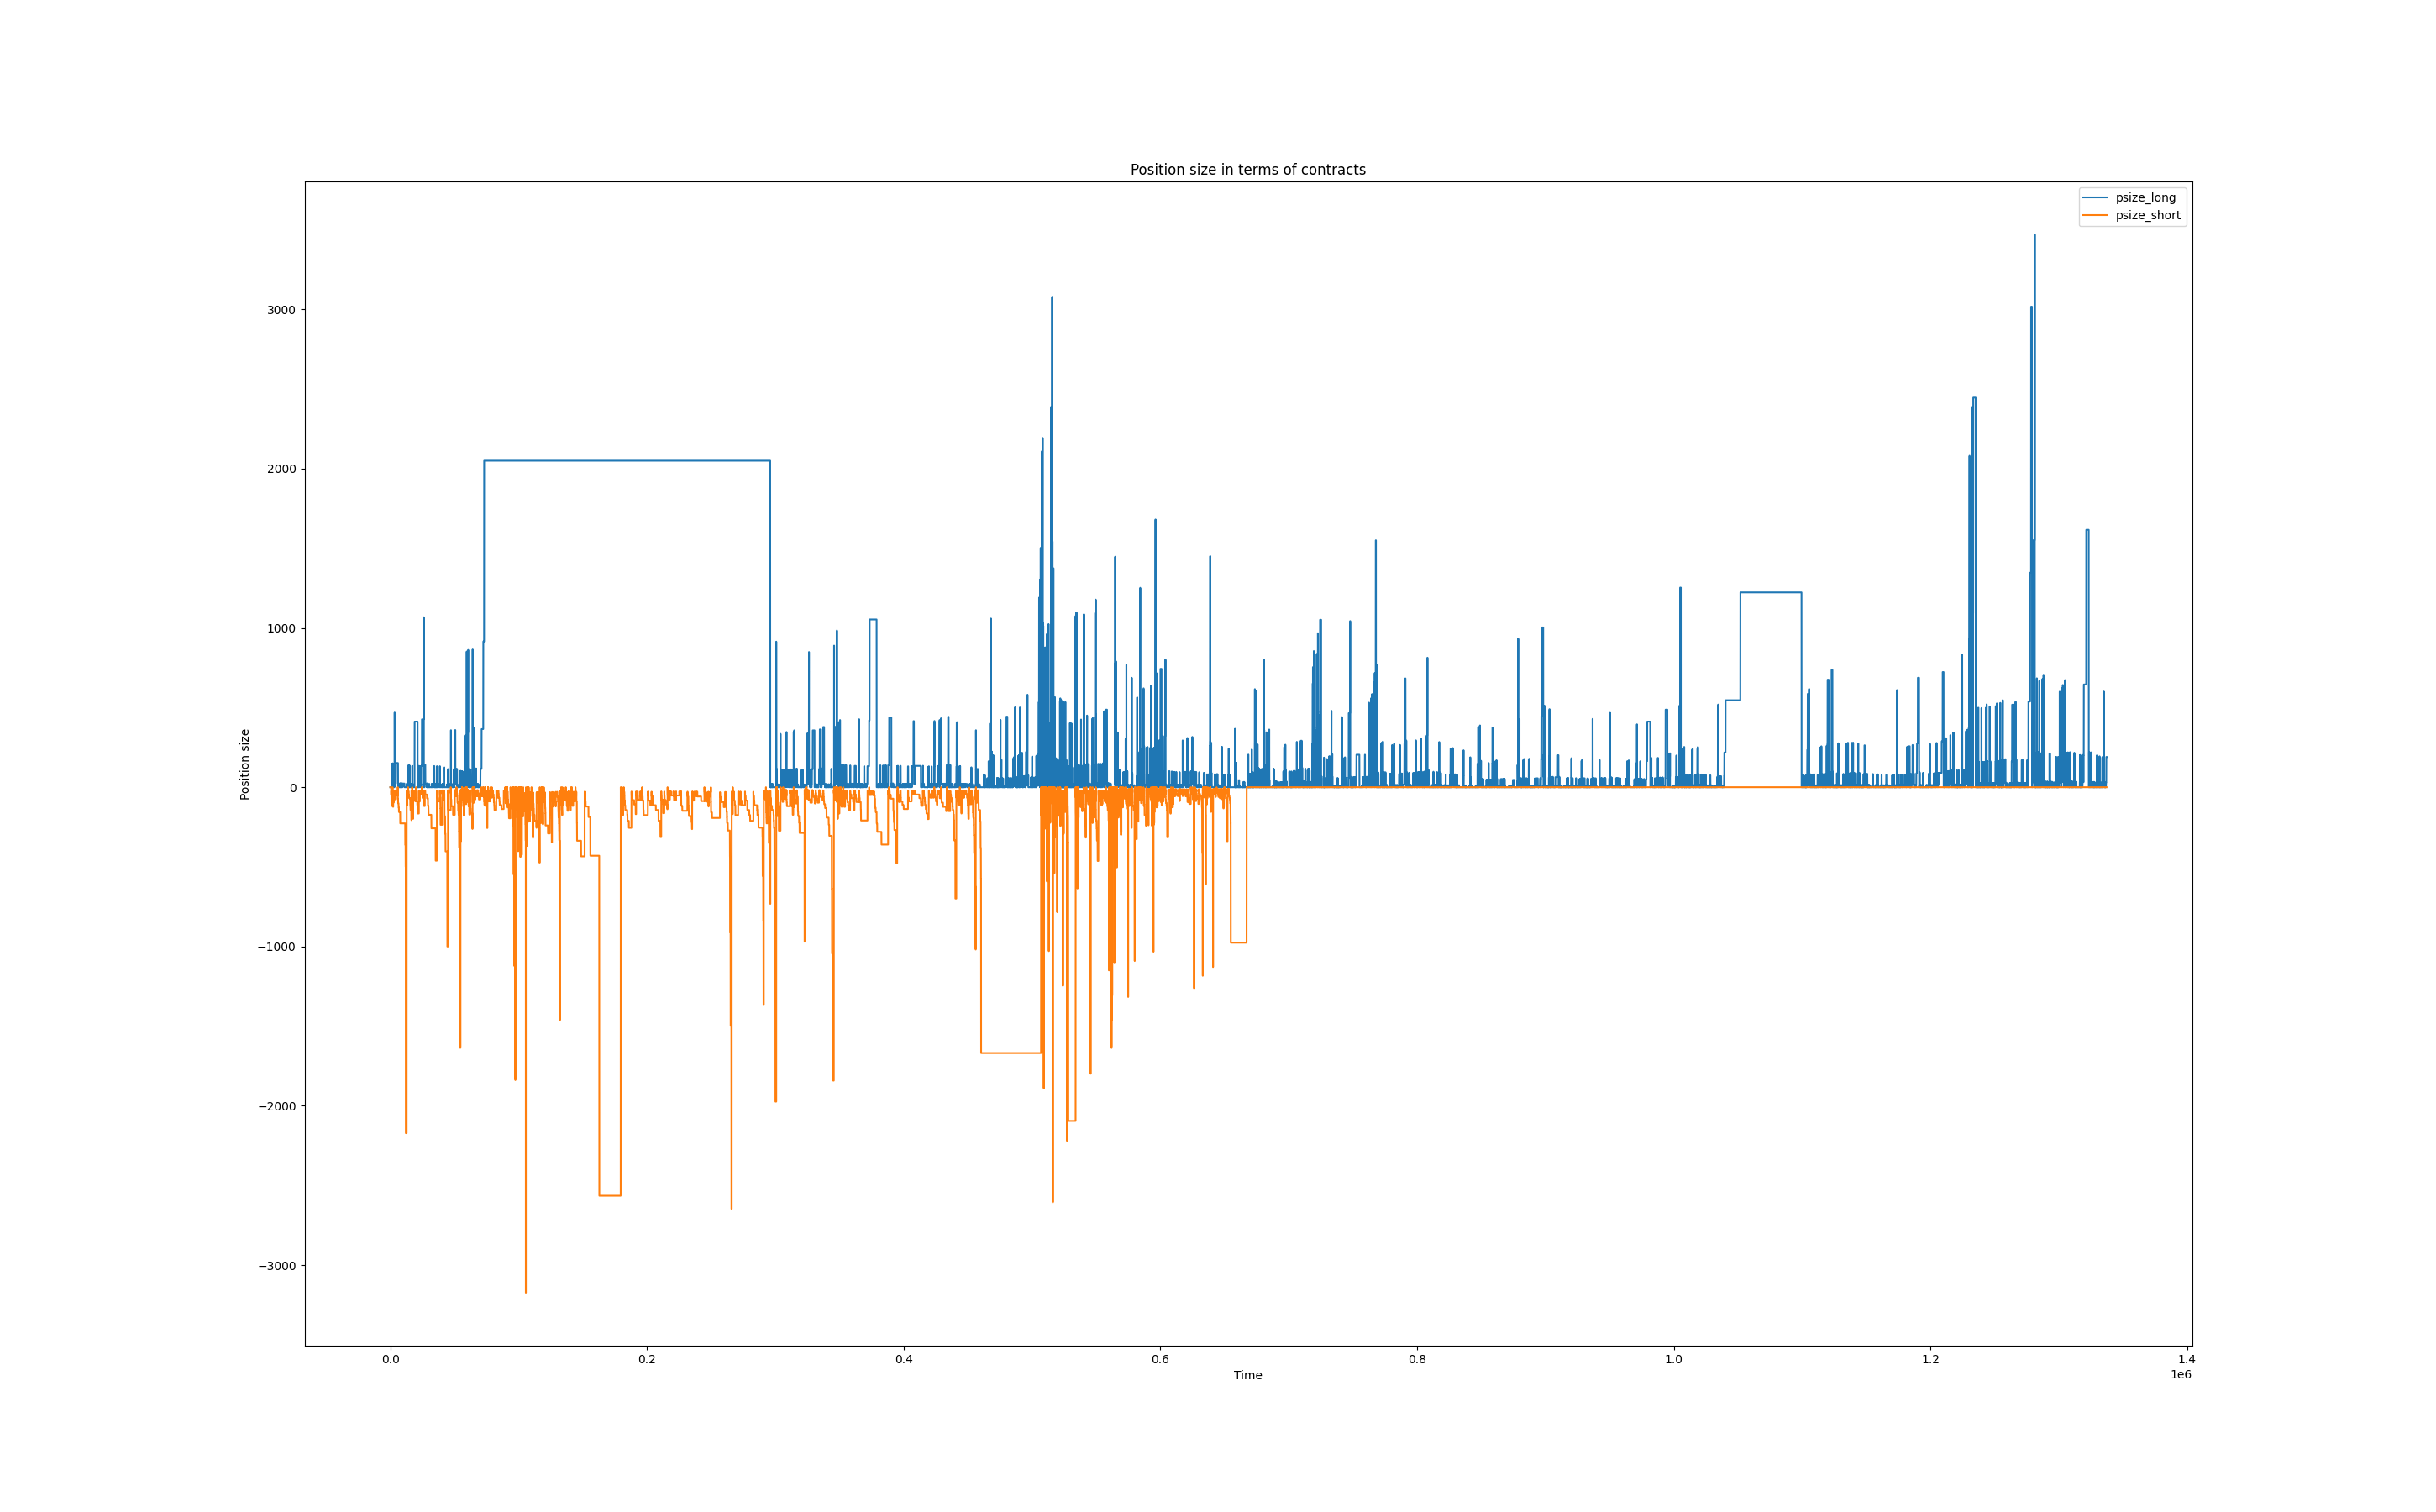 Position size in terms of contracts
psize_long
psize_short
Position size
3000
2000
1000
0
−1000
−2000
−3000
0.0 0.2 0.4 0.6 0.8 1.0 1.2 1.4
Time
1e6